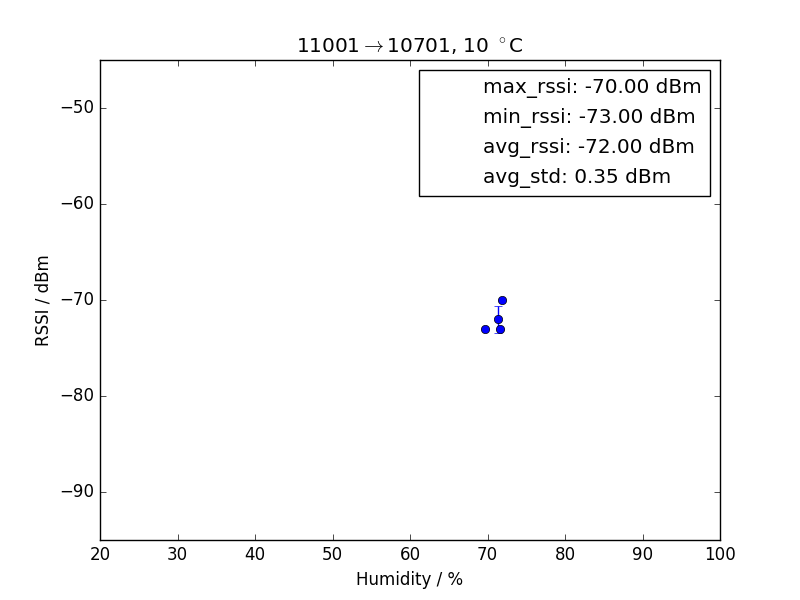 11001→10701, 10 °C
max_rssi: -70.00 dBm
min_rssi: -73.00 dBm
avg_rssi: -72.00 dBm
avg_std: 0.35 dBm
RSSI / dBm
−50
−60
−70
−80
−90
20 30 40 50 60 70 80 90 100
Humidity / %